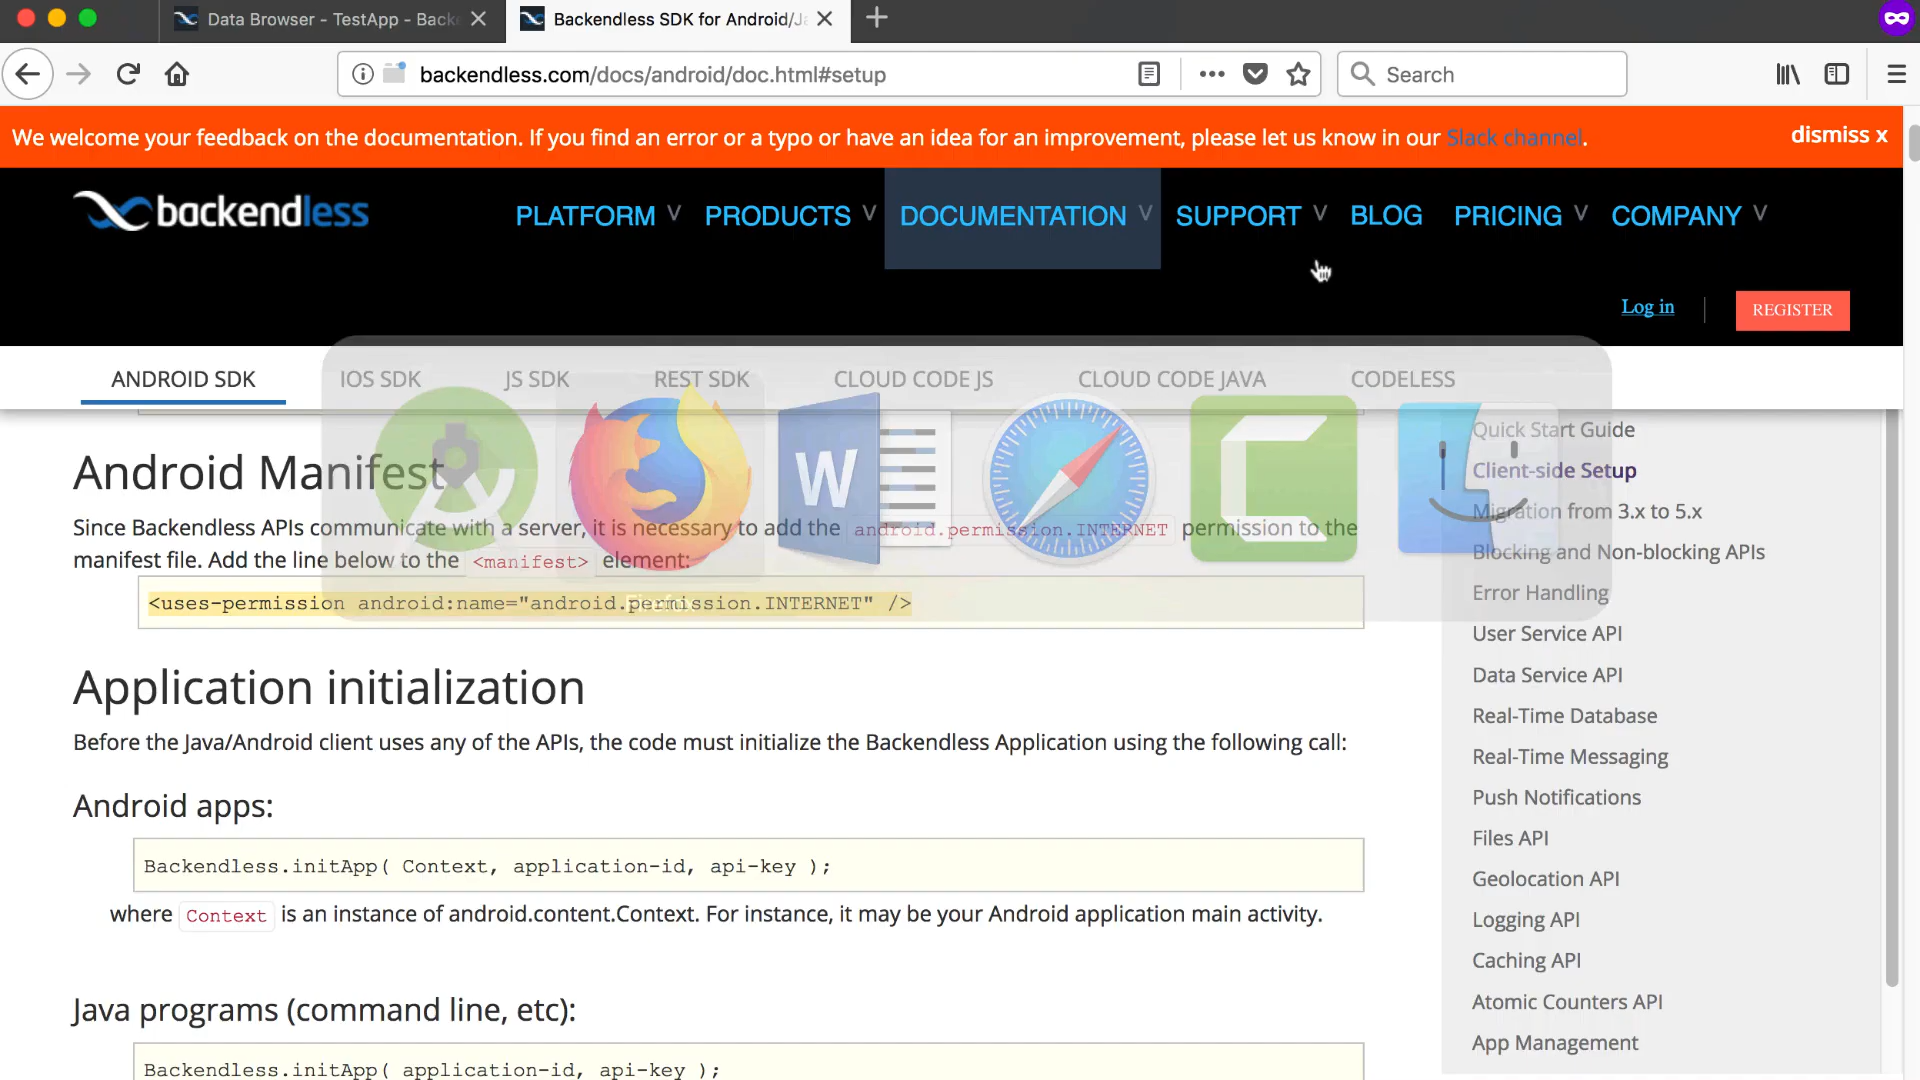 Data Browser - TestApp - Backe
Backendless SDK for Android/Ja
backendless.com/docs/android/doc.html#setup
Search
We welcome your feedback on the documentation. If you find an error or a typo or have an idea for an improvement, please let us know in our Slack channel.
dismiss x
backendless
PLATFORM PRODUCTS DOCUMENTATION SUPPORT BLOG PRICING COMPANY
Log in
REGISTER
ANDROID SDK IOS SDK JS SDK REST SDK CLOUD CODE JS CLOUD CODE JAVA CODELESS
Android Manifest
Since Backendless APIs communicate with a server, it is necessary to add the android.permission.INTERNET permission to the
manifest file. Add the line below to the <manifest> element:
<uses-permission android:name="android.permission.INTERNET" />
Firefox
Application initialization
Before the Java/Android client uses any of the APIs, the code must initialize the Backendless Application using the following call:
Android apps:
Backendless.initApp( Context, application-id, api-key );
where Context is an instance of android.content.Context. For instance, it may be your Android application main activity.
Java programs (command line, etc):
Backendless.initApp( application-id, api-key );
Quick Start Guide
Client-side Setup
Migration from 3.x to 5.x
Blocking and Non-blocking APIs
Error Handling
User Service API
Data Service API
Real-Time Database
Real-Time Messaging
Push Notifications
Files API
Geolocation API
Logging API
Caching API
Atomic Counters API
App Management
W